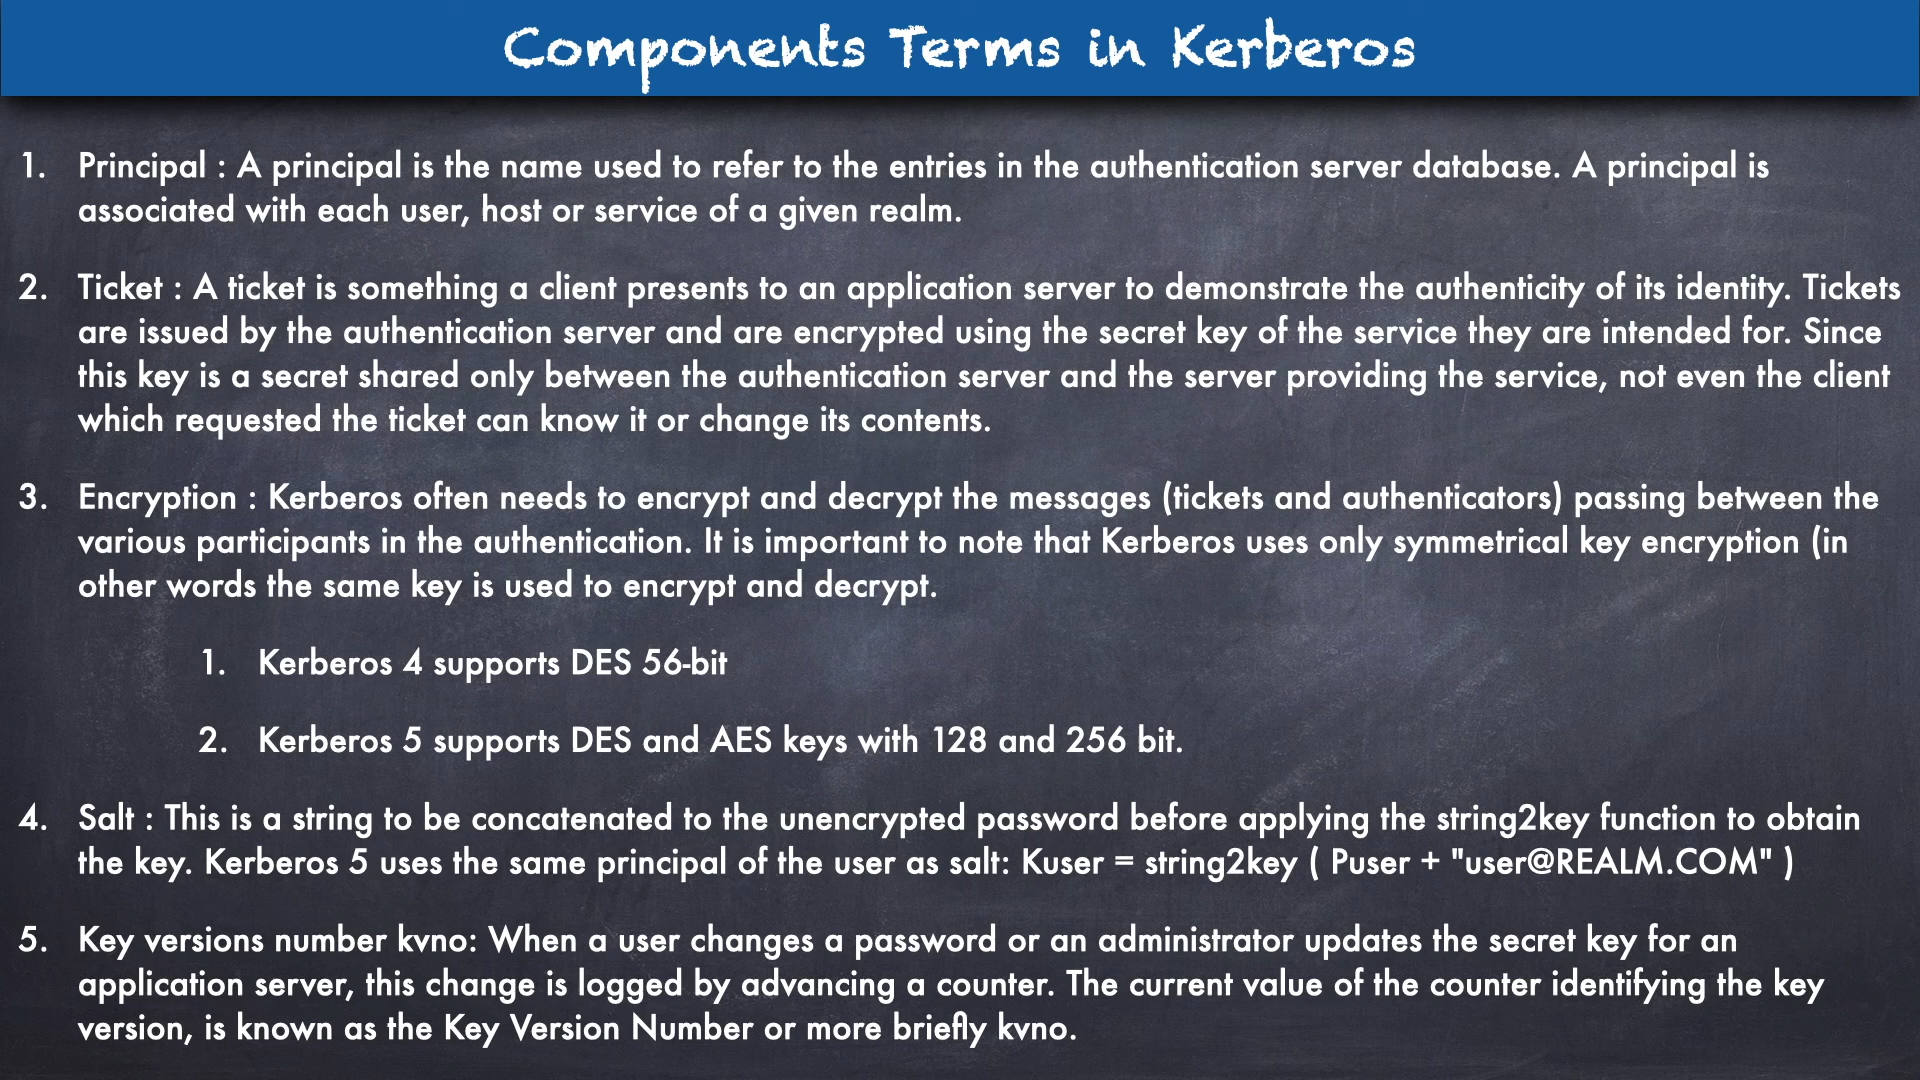 Components Terms in Kerberos
1. Principal : A principal is the name used to refer to the entries in the authentication server database. A principal is
associated with each user, host or service of a given realm.
2. Ticket : A ticket is something a client presents to an application server to demonstrate the authenticity of its identity. Tickets
are issued by the authentication server and are encrypted using the secret key of the service they are intended for. Since
this key is a secret shared only between the authentication server and the server providing the service, not even the client
which requested the ticket can know it or change its contents.
3. Encryption : Kerberos often needs to encrypt and decrypt the messages (tickets and authenticators) passing between the
various participants in the authentication. It is important to note that Kerberos uses only symmetrical key encryption (in
other words the same key is used to encrypt and decrypt.
1. Kerberos 4 supports DES 56-bit
2. Kerberos 5 supports DES and AES keys with 128 and 256 bit.
4. Salt : This is a string to be concatenated to the unencrypted password before applying the string2key function to obtain
the key. Kerberos 5 uses the same principal of the user as salt: Kuser = string2key ( Puser + "user@REALM.COM" )
5. Key versions number kvno: When a user changes a password or an administrator updates the secret key for an
application server, this change is logged by advancing a counter. The current value of the counter identifying the key
version, is known as the Key Version Number or more briefly kvno.